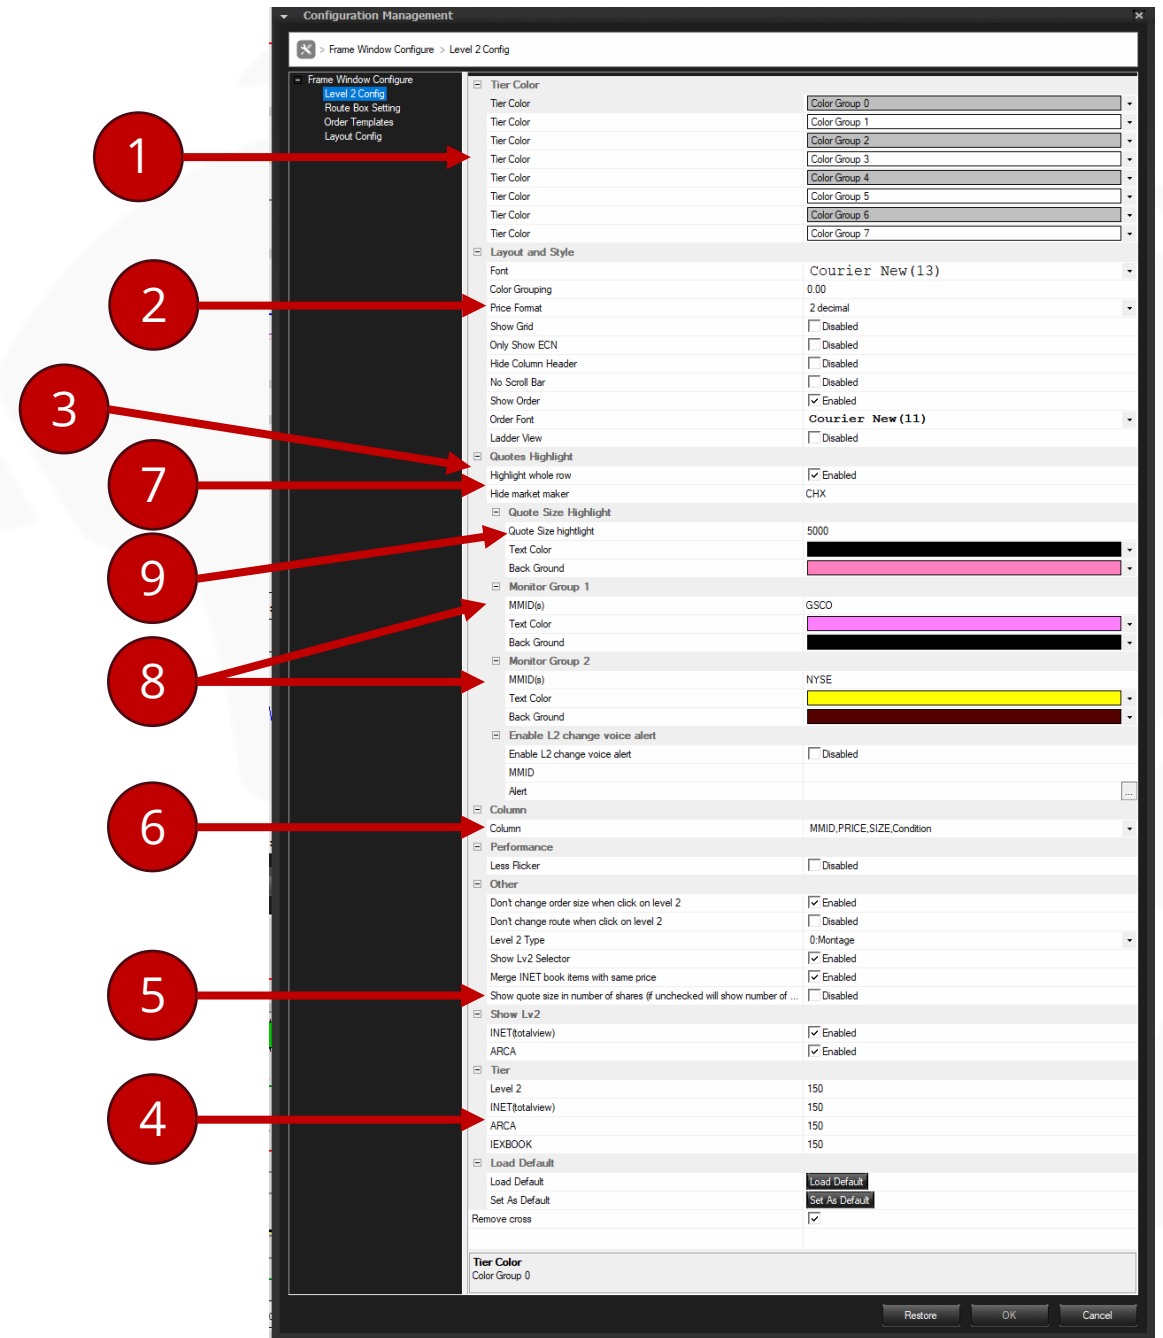 Configuration Management
> Frame Window Configure > Level 2 Config
Frame Window Configure
Level 2 Config
Route Box Setting
Order Templates
Layout Config
Tier Color
Tier Color Color Group 0
Tier Color Color Group 1
Tier Color Color Group 2
Tier Color Color Group 3
Tier Color Color Group 4
Tier Color Color Group 5
Tier Color Color Group 6
Tier Color Color Group 7
Layout and Style
Font Courier New(13)
Color Grouping 0.00
Price Format 2 decimal
Show Grid Disabled
Only Show ECN Disabled
Hide Column Header Disabled
No Scroll Bar Disabled
Show Order Enabled
Order Font Courier New(11)
Ladder View Disabled
Quotes Highlight
Highlight whole row Enabled
Hide market maker CHX
Quote Size Highlight
Quote Size hightlight 5000
Text Color
Back Ground
Monitor Group 1
MMID(s) GSCO
Text Color
Back Ground
Monitor Group 2
MMID(s) NYSE
Text Color
Back Ground
Enable L2 change voice alert
Enable L2 change voice alert Disabled
MMID
Alert ...
Column
Column MMID,PRICE,SIZE,Condition
Performance
Less Flicker Disabled
Other
Don't change order size when click on level 2 Enabled
Don't change route when click on level 2 Disabled
Level 2 Type 0:Montage
Show Lv2 Selector Enabled
Merge INET book items with same price Enabled
Show quote size in number of shares (if unchecked will show number of ... Disabled
Show Lv2
INET(totalview) Enabled
ARCA Enabled
Tier
Level 2 150
INET(totalview) 150
ARCA 150
IEXBOOK 150
Load Default
Load Default Load Default
Set As Default Set As Default
Remove cross
Tier Color
Color Group 0
Restore OK Cancel
1
2
3
7
9
8
6
5
4